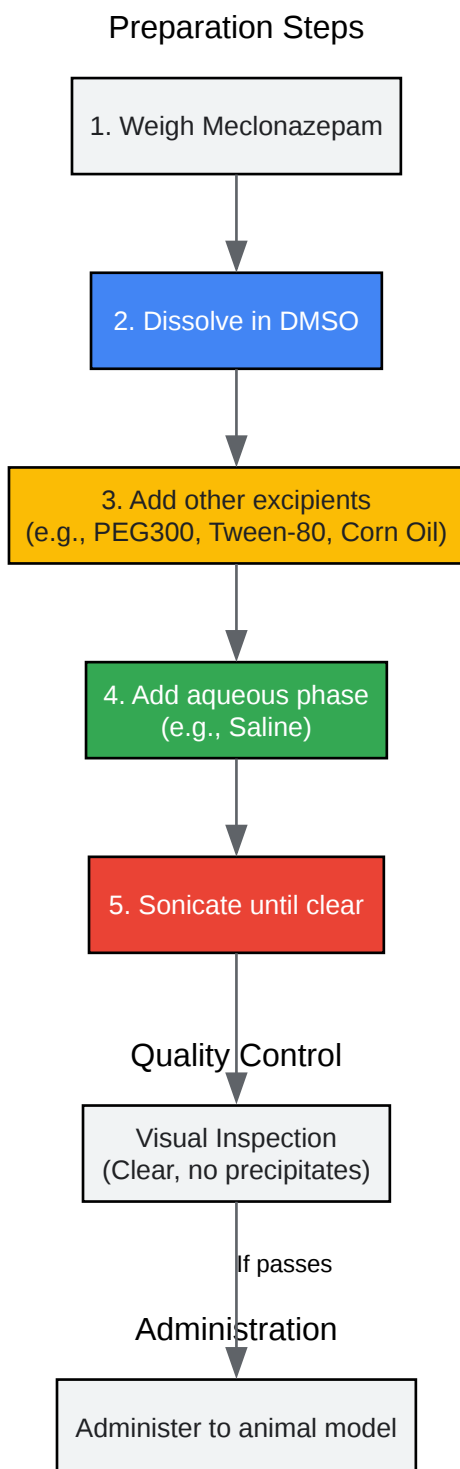 Preparation Steps
1. Weigh Meclonazepam
2. Dissolve in DMSO
3. Add other excipients
(e.g., PEG300, Tween-80, Corn Oil)
4. Add aqueous phase
(e.g., Saline)
5. Sonicate until clear
Quality Control
Visual Inspection
(Clear, no precipitates)
If passes
Administration
Administer to animal model